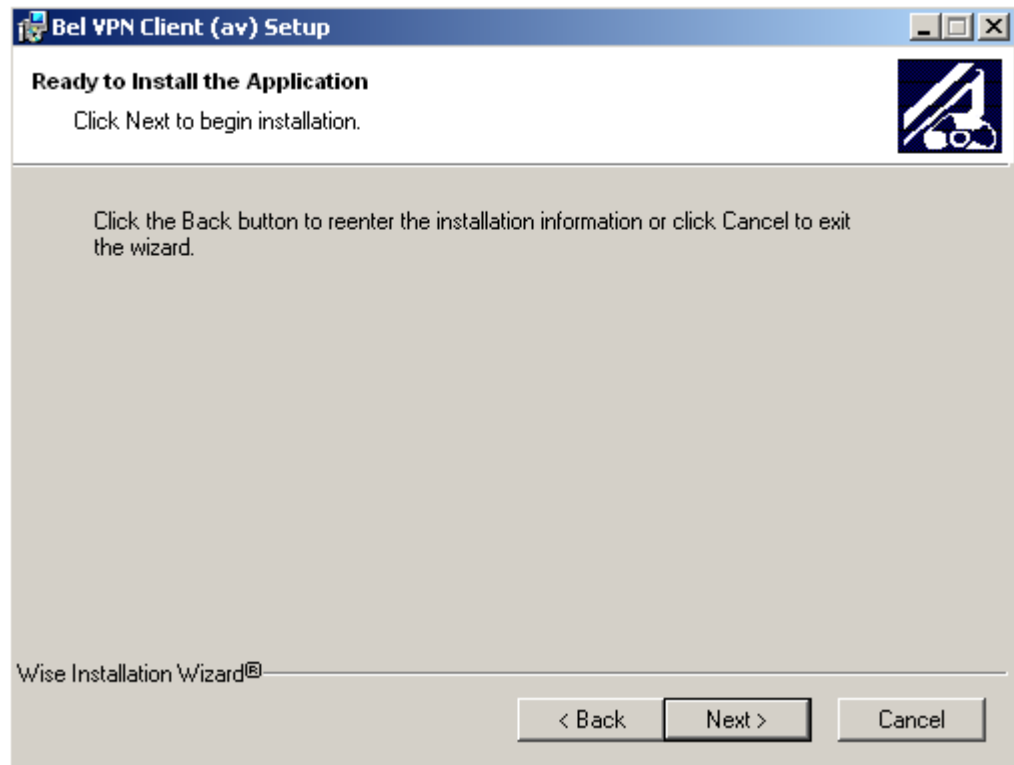 Bel VPN Client (av) Setup
Ready to Install the Application
Click Next to begin installation.
Click the Back button to reenter the installation information or click Cancel to exit
the wizard.
Wise Installation Wizard®
< Back Next > Cancel